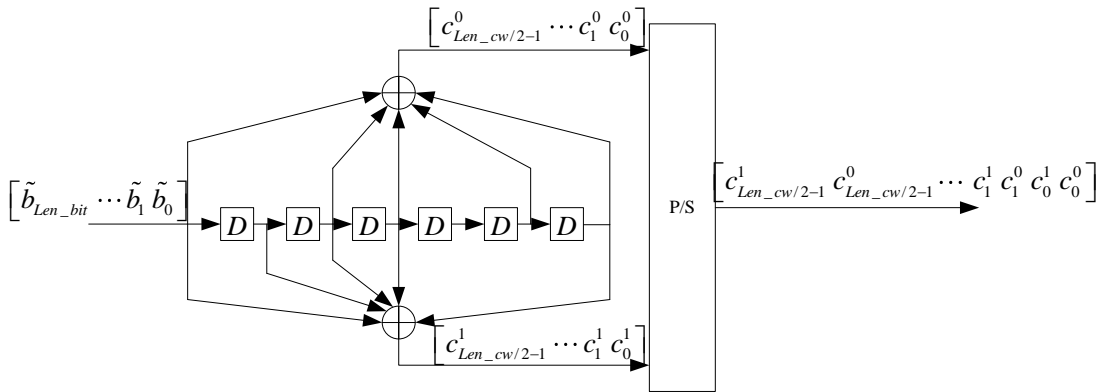 [c^0_{Len_cw/2−1} ⋯ c^0_1 c^0_0]
[b̃_{Len_bit} ⋯ b̃_1 b̃_0]
D D D D D D
P/S
[c^1_{Len_cw/2−1} c^0_{Len_cw/2−1} ⋯ c^1_1 c^0_1 c^1_0 c^0_0]
[c^1_{Len_cw/2−1} ⋯ c^1_1 c^1_0]